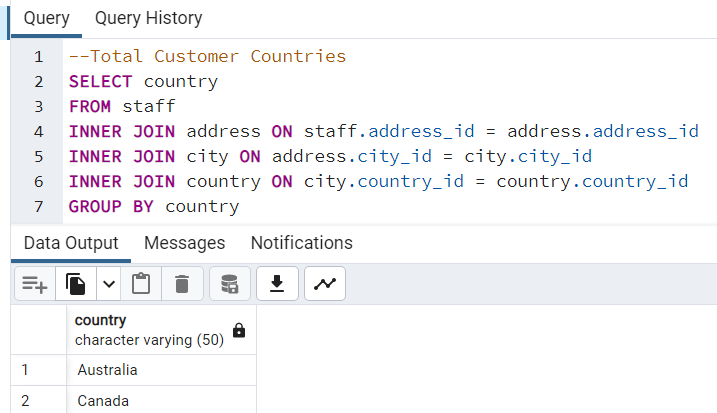 Query Query History
1 --Total Customer Countries
2 SELECT country
3 FROM staff
4 INNER JOIN address ON staff.address_id = address.address_id
5 INNER JOIN city ON address.city_id = city.city_id
6 INNER JOIN country ON city.country_id = country.country_id
7 GROUP BY country
Data Output Messages Notifications
country
character varying (50)
1 Australia
2 Canada